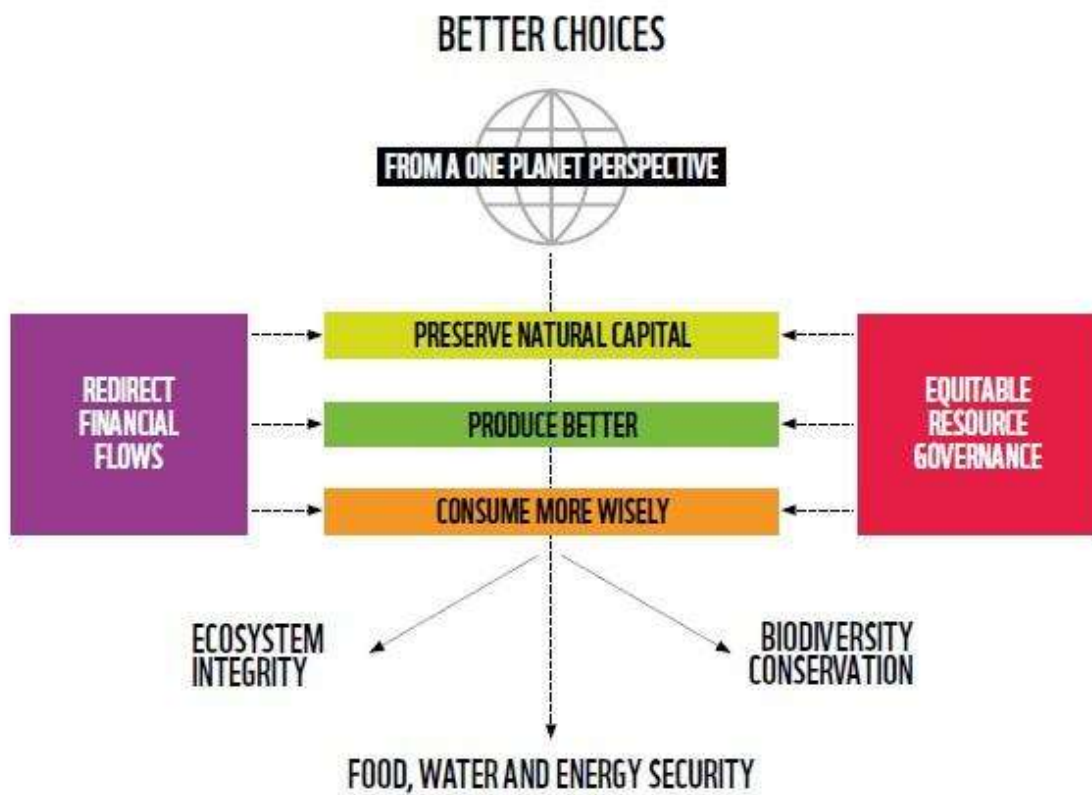 BETTER CHOICES
FROM A ONE PLANET PERSPECTIVE
PRESERVE NATURAL CAPITAL
REDIRECT
FINANCIAL
FLOWS
PRODUCE BETTER
EQUITABLE
RESOURCE
GOVERNANCE
CONSUME MORE WISELY
ECOSYSTEM
INTEGRITY
BIODIVERSITY
CONSERVATION
FOOD, WATER AND ENERGY SECURITY